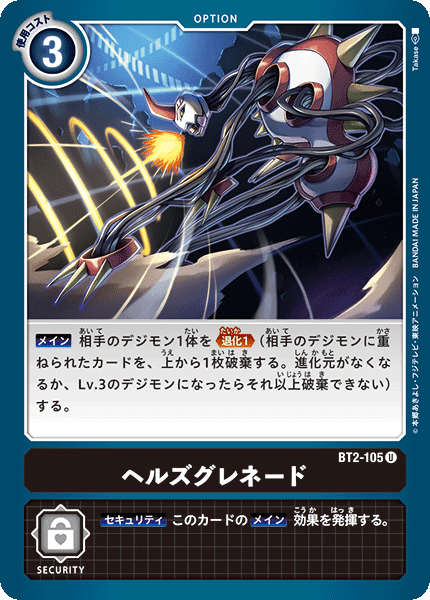 OPTION
使用コスト
3
Takase
BANDAI MADE IN JAPAN
©本郷あきよし・フジテレビ・東映アニメーション
メイン 相手のデジモン1体を 退化1 (相手のデジモンに重
ねられたカードを、上から1枚破棄する。進化元がなくな
るか、Lv.3のデジモンになったらそれ以上破棄できない)
する。
BT2-105 U
ヘルズグレネード
セキュリティ このカードの メイン 効果を発揮する。
SECURITY